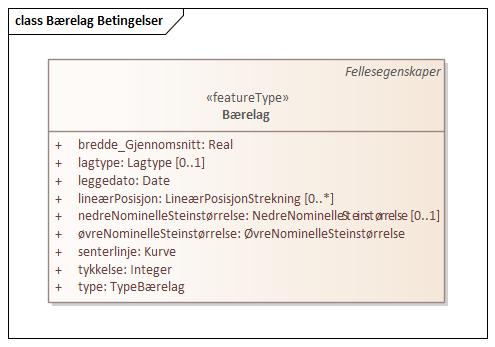 class Bærelag Betingelser
Fellesegenskaper
«featureType»
Bærelag
+ bredde_Gjennomsnitt: Real
+ lagtype: Lagtype [0..1]
+ leggedato: Date
+ lineærPosisjon: LineærPosisjonStrekning [0..*]
+ nedreNominelleSteinstørrelse: NedreNominelleSteinstørrelse [0..1]
+ øvreNominelleSteinstørrelse: ØvreNominelleSteinstørrelse
+ senterlinje: Kurve
+ tykkelse: Integer
+ type: TypeBærelag